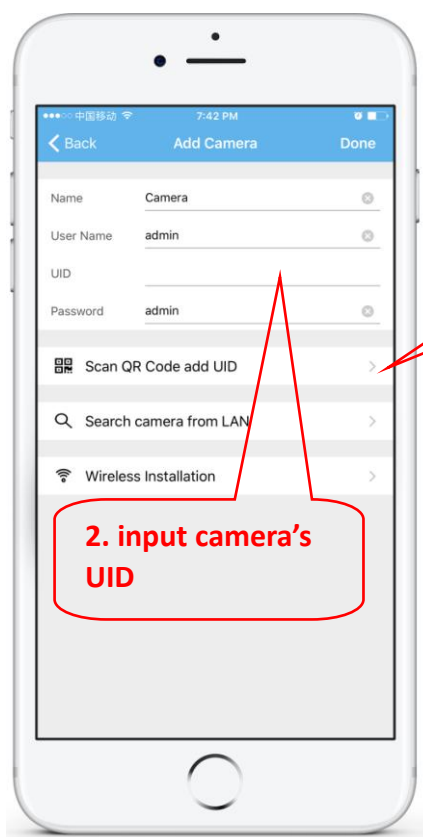 中国移动 7:42 PM
Back Add Camera Done
Name Camera
User Name admin
UID
Password admin
Scan QR Code add UID
Search camera from LAN
Wireless Installation
2. input camera's
UID